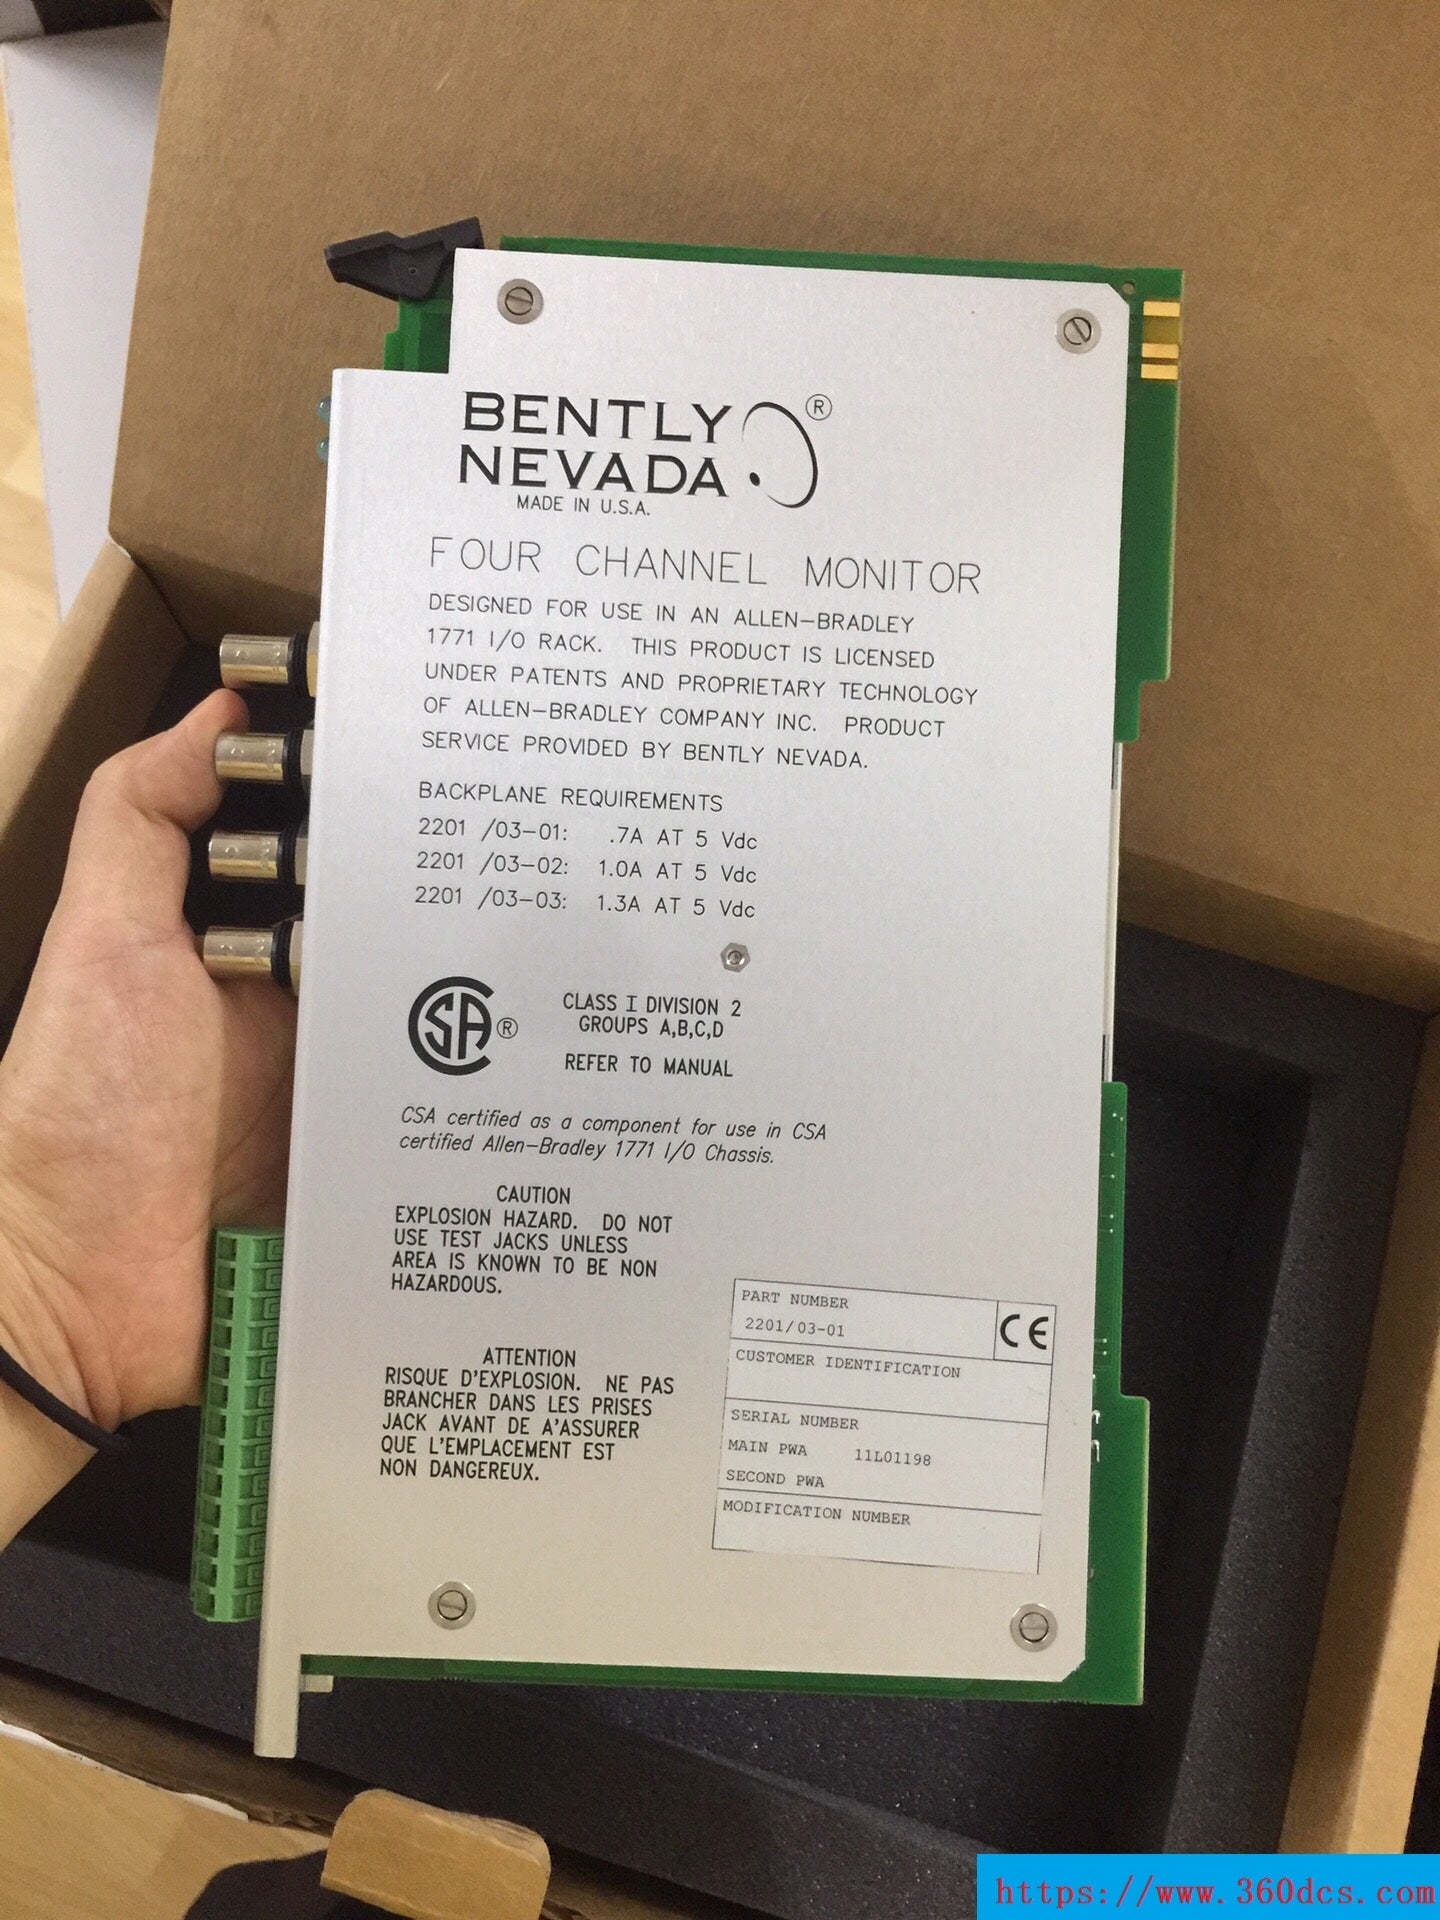 BENTLY
NEVADA ®
MADE IN U.S.A.
FOUR CHANNEL MONITOR
DESIGNED FOR USE IN AN ALLEN-BRADLEY
1771 I/O RACK. THIS PRODUCT IS LICENSED
UNDER PATENTS AND PROPRIETARY TECHNOLOGY
OF ALLEN-BRADLEY COMPANY INC. PRODUCT
SERVICE PROVIDED BY BENTLY NEVADA.
BACKPLANE REQUIREMENTS
2201 /03-01: .7A AT 5 Vdc
2201 /03-02: 1.0A AT 5 Vdc
2201 /03-03: 1.3A AT 5 Vdc
CSA ®
CLASS I DIVISION 2
GROUPS A,B,C,D
REFER TO MANUAL
CSA certified as a component for use in CSA
certified Allen-Bradley 1771 I/O Chassis.
CAUTION
EXPLOSION HAZARD. DO NOT
USE TEST JACKS UNLESS
AREA IS KNOWN TO BE NON
HAZARDOUS.
ATTENTION
RISQUE D'EXPLOSION. NE PAS
BRANCHER DANS LES PRISES
JACK AVANT DE A'ASSURER
QUE L'EMPLACEMENT EST
NON DANGEREUX.
PART NUMBER
2201/03-01
CE
CUSTOMER IDENTIFICATION
SERIAL NUMBER
MAIN PWA 11L01198
SECOND PWA
MODIFICATION NUMBER
https://www.360dcs.com